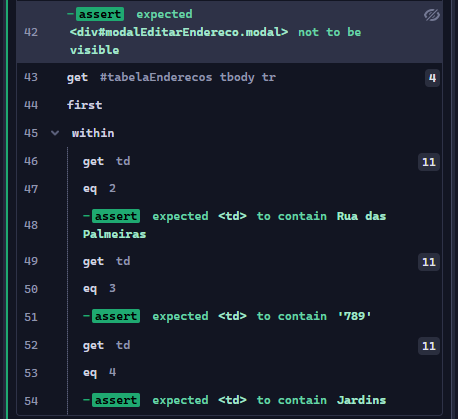 -assert expected
42 <div#modalEditarEndereco.modal> not to be
visible
43 get #tabelaEnderecos tbody tr 4
44 first
45 within
46 get td 11
47 eq 2
-assert expected <td> to contain Rua das
48
Palmeiras
49 get td 11
50 eq 3
51 -assert expected <td> to contain '789'
52 get td 11
53 eq 4
54 -assert expected <td> to contain Jardins